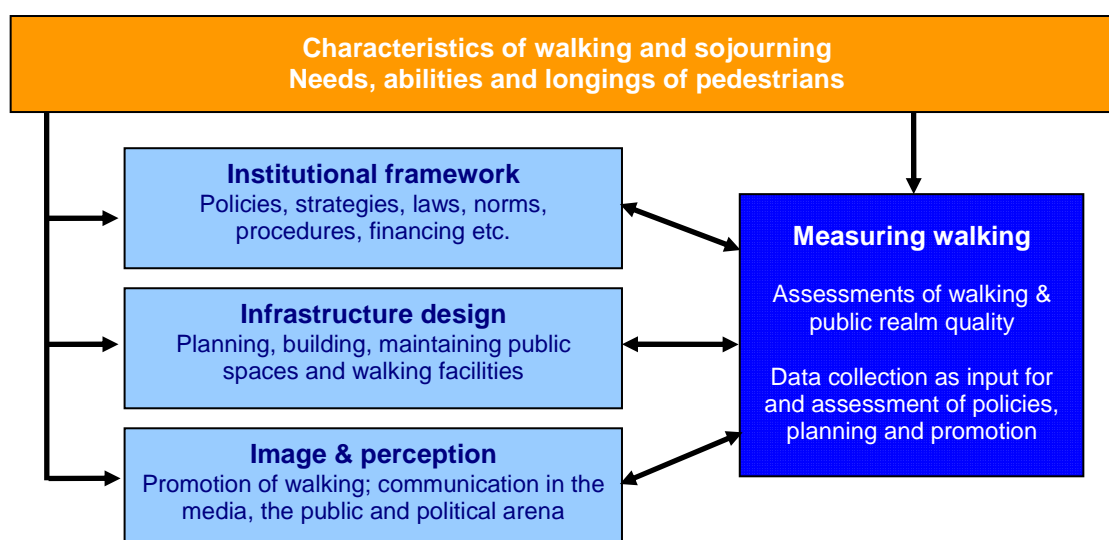 Characteristics of walking and sojourning
Needs, abilities and longings of pedestrians
Institutional framework
Policies, strategies, laws, norms,
procedures, financing etc.
Infrastructure design
Planning, building, maintaining public
spaces and walking facilities
Image & perception
Promotion of walking; communication in the
media, the public and political arena
Measuring walking
Assessments of walking &
public realm quality
Data collection as input for
and assessment of policies,
planning and promotion